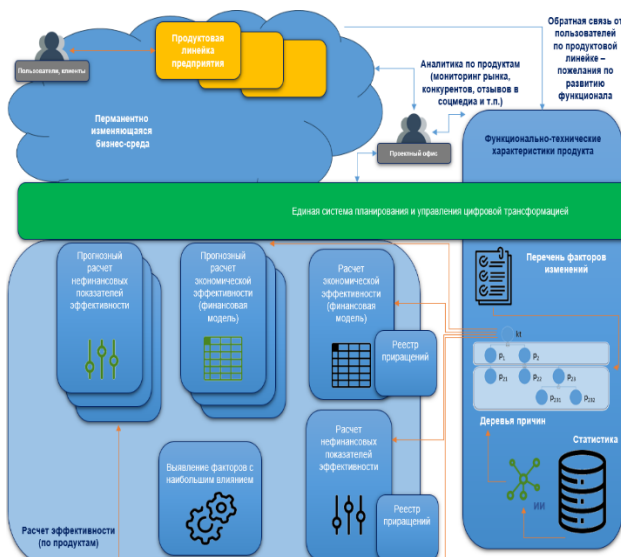 Продуктовая
линейка
предприятия
Пользователи, клиенты
Перманентно
изменяющаяся
бизнес-среда
Аналитика по продуктам
(мониторинг рынка,
конкурентов, отзывов в
соцмедиа и т.п.)
Проектный офис
Обратная связь от
пользователей
по продуктовой
линейке –
пожелания по
развитию
функционала
Функционально-технические
характеристики продукта
Единая система планирования и управления цифровой трансформацией
Прогнозный
расчет
нефинансовых
показателей
эффективности
Прогнозный
расчет
экономической
эффективности
(финансовая
модель)
Расчет
экономической
эффективности
(финансовая
модель)
Реестр
приращений
Выявление факторов с
наибольшим влиянием
Расчет
нефинансовых
показателей
эффективности
Реестр
приращений
Расчет эффективности
(по продуктам)
Перечень факторов
изменений
kit
p1 p2
p21 p22 p23
p231 p232
Деревья причин
Статистика
ИИ